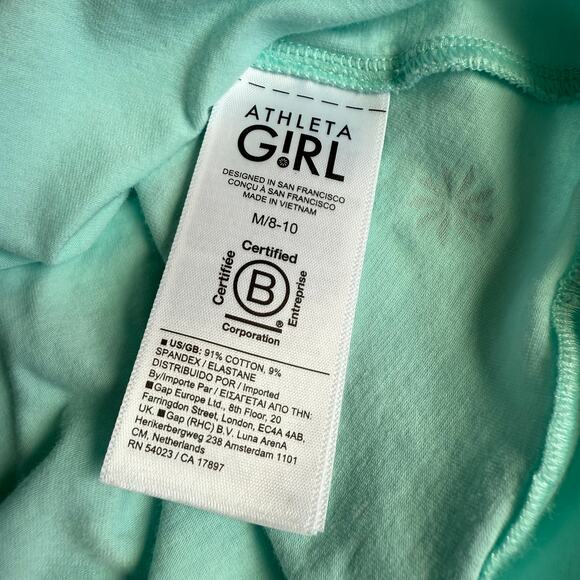 ATHLETA
G!RL
DESIGNED IN SAN FRANCISCO
CONÇU À SAN FRANCISCO
MADE IN VIETNAM
M/8-10
Certified
Certifiée
B
Entreprise
®
Corporation
■ US/GB: 91% COTTON, 9%
SPANDEX / ELASTANE
DISTRIBUIDO POR / Imported
By/Importe Par / ΕΙΣΑΓΕΤΑΙ ΑΠΟ ΤΗΝ:
■Gap Europe Ltd., 8th Floor, 20
Farringdon Street, London, EC4A 4AB,
UK. ■Gap (RHC) B.V. Luna ArenA
Herikerbergweg 238 Amsterdam 1101
CM, Netherlands
RN 54023 / CA 17897